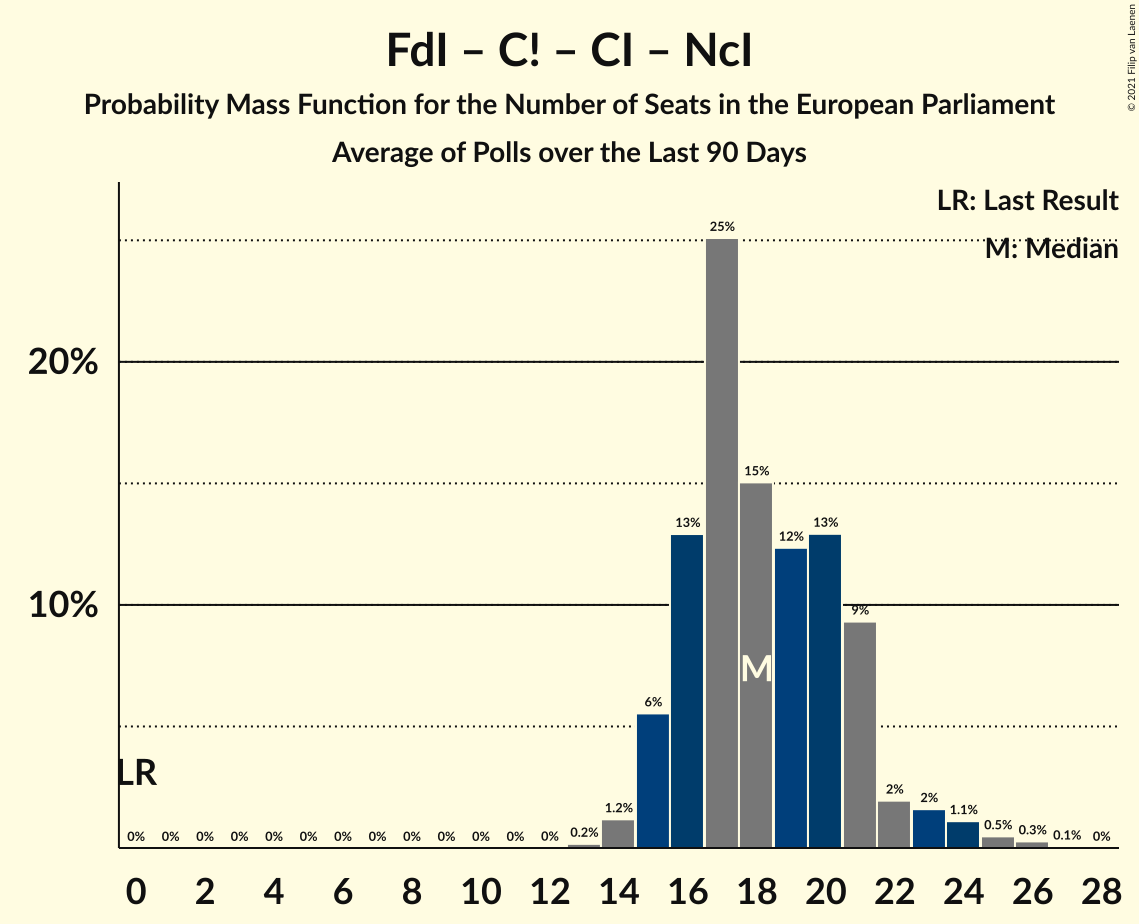 FdI – C! – CI – NcI
Probability Mass Function for the Number of Seats in the European Parliament
Average of Polls over the Last 90 Days
© 2021 Filip van Laenen
LR: Last Result
M: Median
20%
10%
LR
M
0% 0% 0% 0% 0% 0% 0% 0% 0% 0% 0% 0% 0% 0.2% 1.2% 6% 13% 25% 15% 12% 13% 9% 2% 2% 1.1% 0.5% 0.3% 0.1% 0%
0 2 4 6 8 10 12 14 16 18 20 22 24 26 28